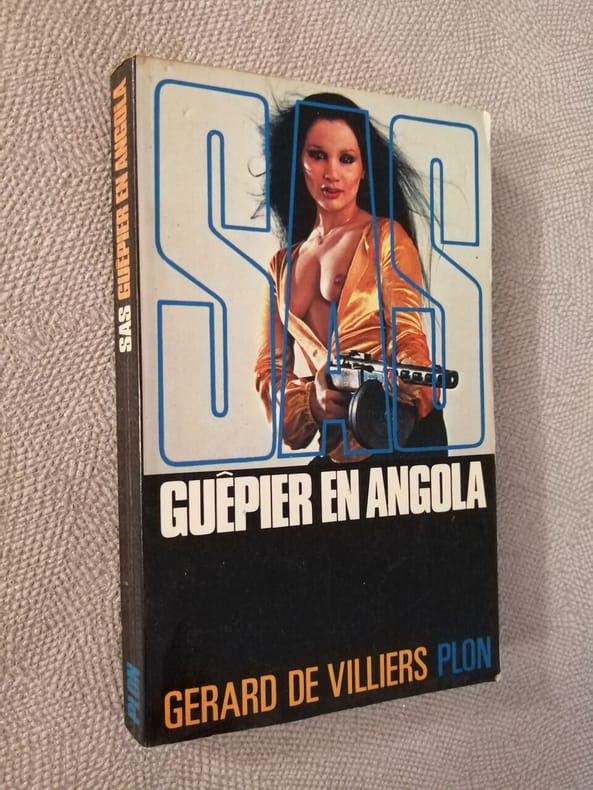 SAS
GUÊPIER EN ANGOLA
GERARD DE VILLIERS PLON
SAS GUÊPIER EN ANGOLA
PLON